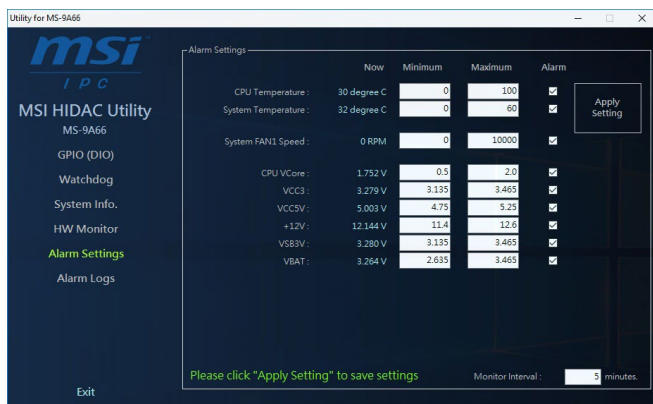 Utility for MS-9A66
msi
IPC
MSI HIDAC Utility
MS-9A66
GPIO (DIO)
Watchdog
System Info.
HW Monitor
Alarm Settings
Alarm Logs
Exit
Alarm Settings
Now Minimum Maximum Alarm
CPU Temperature : 30 degree C 0 100
System Temperature : 32 degree C 0 60
System FAN1 Speed : 0 RPM 0 10000
CPU VCore : 1.752 V 0.5 2.0
VCC3 : 3.279 V 3.135 3.465
VCC5V : 5.003 V 4.75 5.25
+12V : 12.144 V 11.4 12.6
VSB3V : 3.280 V 3.135 3.465
VBAT : 3.264 V 2.635 3.465
Apply
Setting
Please click "Apply Setting" to save settings
Monitor Interval : 5 minutes.